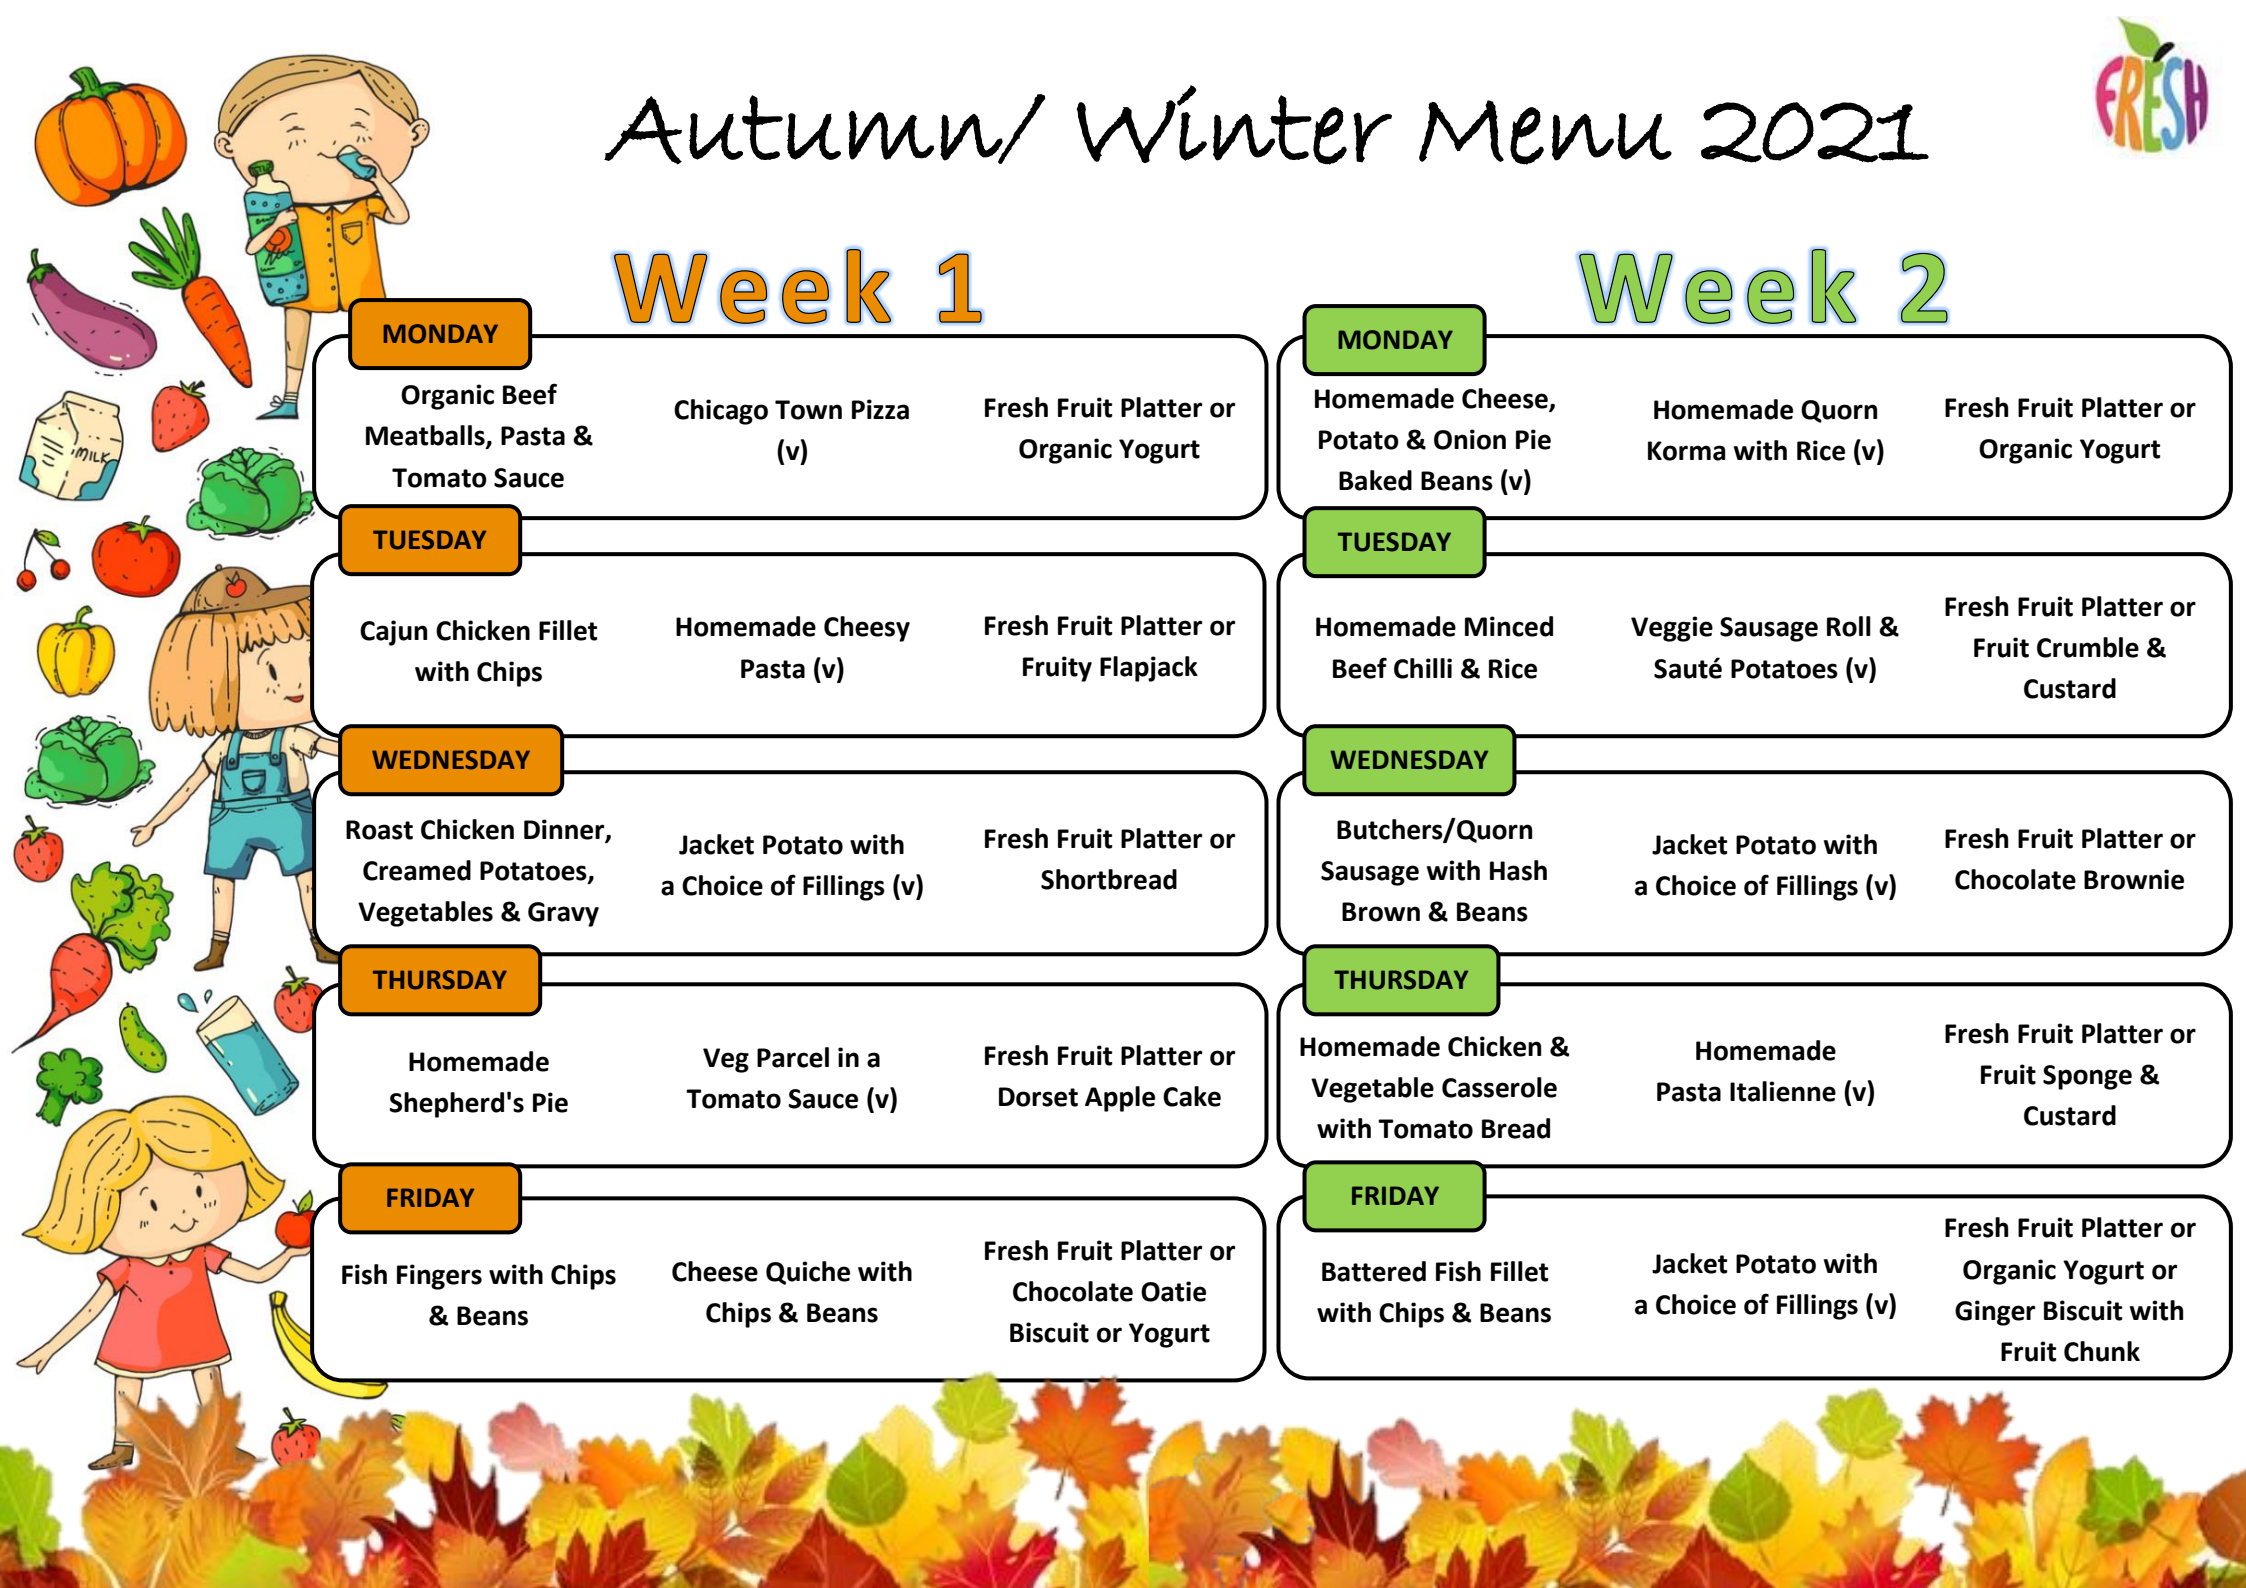 Autumn/ Winter Menu 2021
FRESH
Week 1
MONDAY
Organic Beef
Meatballs, Pasta &
Tomato Sauce
Chicago Town Pizza
(v)
Fresh Fruit Platter or
Organic Yogurt
TUESDAY
Cajun Chicken Fillet
with Chips
Homemade Cheesy
Pasta (v)
Fresh Fruit Platter or
Fruity Flapjack
WEDNESDAY
Roast Chicken Dinner,
Creamed Potatoes,
Vegetables & Gravy
Jacket Potato with
a Choice of Fillings (v)
Fresh Fruit Platter or
Shortbread
THURSDAY
Homemade
Shepherd's Pie
Veg Parcel in a
Tomato Sauce (v)
Fresh Fruit Platter or
Dorset Apple Cake
FRIDAY
Fish Fingers with Chips
& Beans
Cheese Quiche with
Chips & Beans
Fresh Fruit Platter or
Chocolate Oatie
Biscuit or Yogurt
Week 2
MONDAY
Homemade Cheese,
Potato & Onion Pie
Baked Beans (v)
Homemade Quorn
Korma with Rice (v)
Fresh Fruit Platter or
Organic Yogurt
TUESDAY
Homemade Minced
Beef Chilli & Rice
Veggie Sausage Roll &
Sauté Potatoes (v)
Fresh Fruit Platter or
Fruit Crumble &
Custard
WEDNESDAY
Butchers/Quorn
Sausage with Hash
Brown & Beans
Jacket Potato with
a Choice of Fillings (v)
Fresh Fruit Platter or
Chocolate Brownie
THURSDAY
Homemade Chicken &
Vegetable Casserole
with Tomato Bread
Homemade
Pasta Italienne (v)
Fresh Fruit Platter or
Fruit Sponge &
Custard
FRIDAY
Battered Fish Fillet
with Chips & Beans
Jacket Potato with
a Choice of Fillings (v)
Fresh Fruit Platter or
Organic Yogurt or
Ginger Biscuit with
Fruit Chunk
MILK